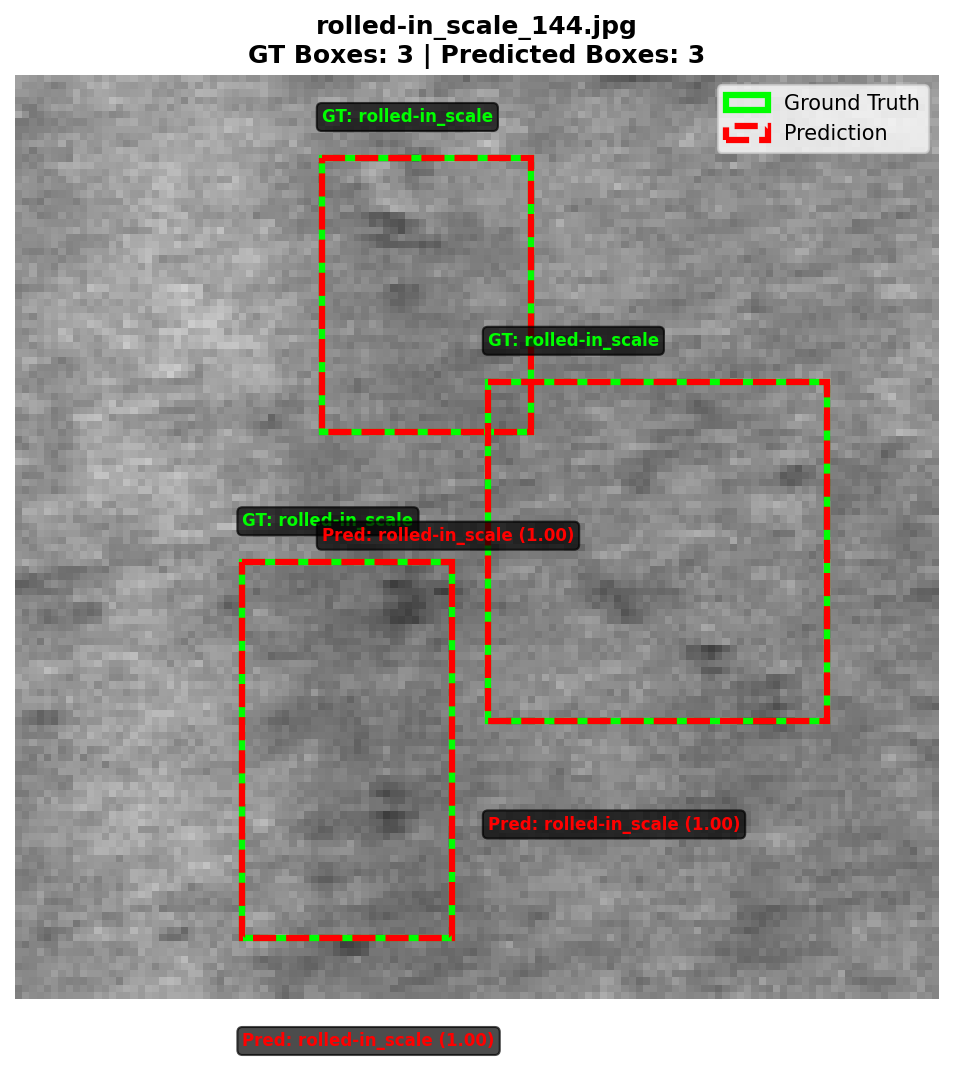 rolled-in_scale_144.jpg
GT Boxes: 3 | Predicted Boxes: 3
Ground Truth
Prediction
GT: rolled-in_scale
GT: rolled-in_scale
GT: rolled-in_scale
Pred: rolled-in_scale (1.00)
Pred: rolled-in_scale (1.00)
Pred: rolled-in_scale (1.00)